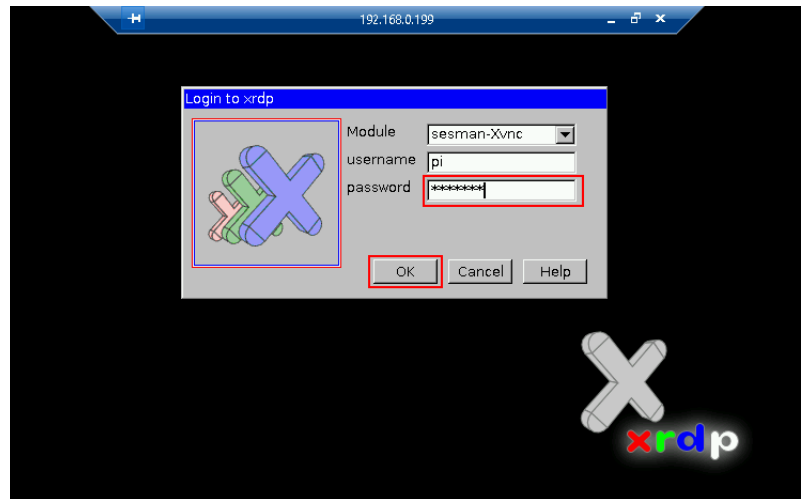 192.168.0.199
Login to xrdp
Module sesman-Xvnc
username pi
password *******
OK Cancel Help
xrdp